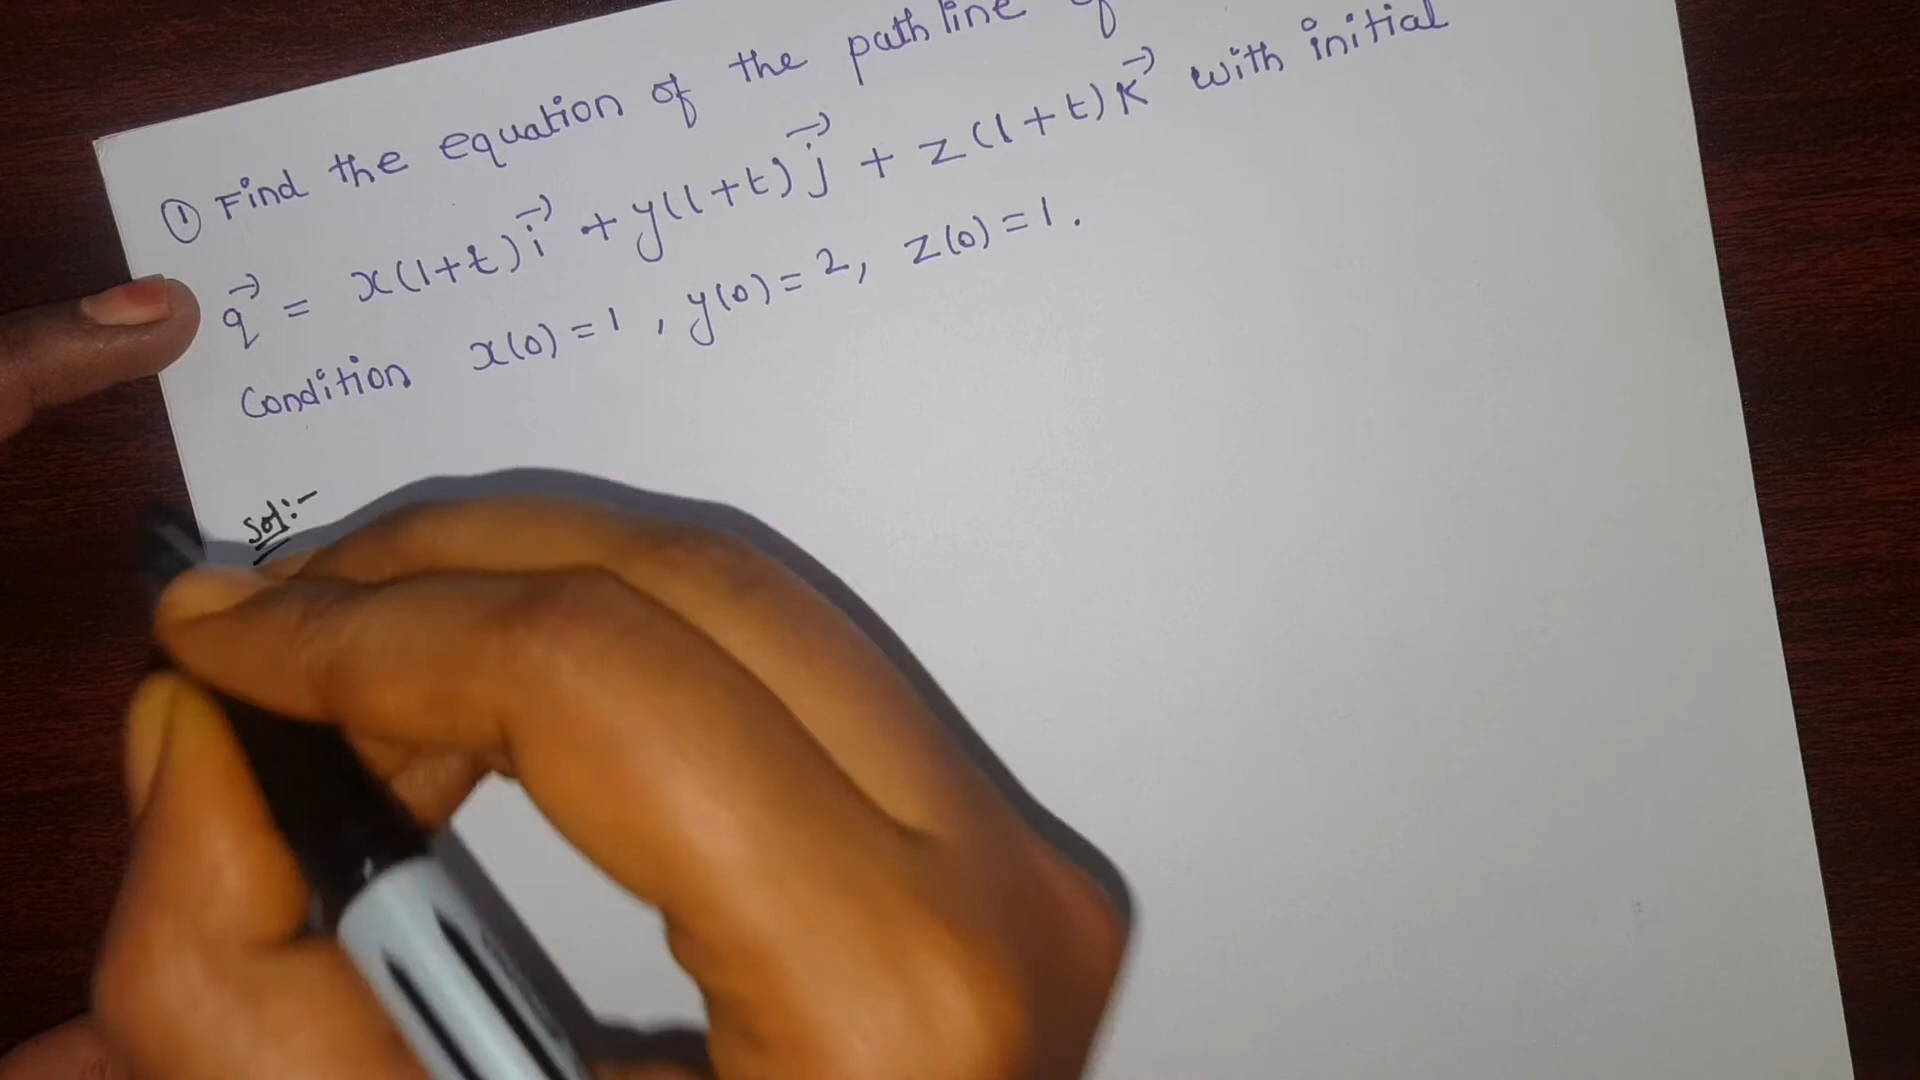 ① Find the equation of the path line
q⃗ = x(1+t)i⃗ + y(1+t)j⃗ + z(1+t)k⃗ with initial
Condition x(0)=1, y(0)=2, z(0)=1.
Sol:-